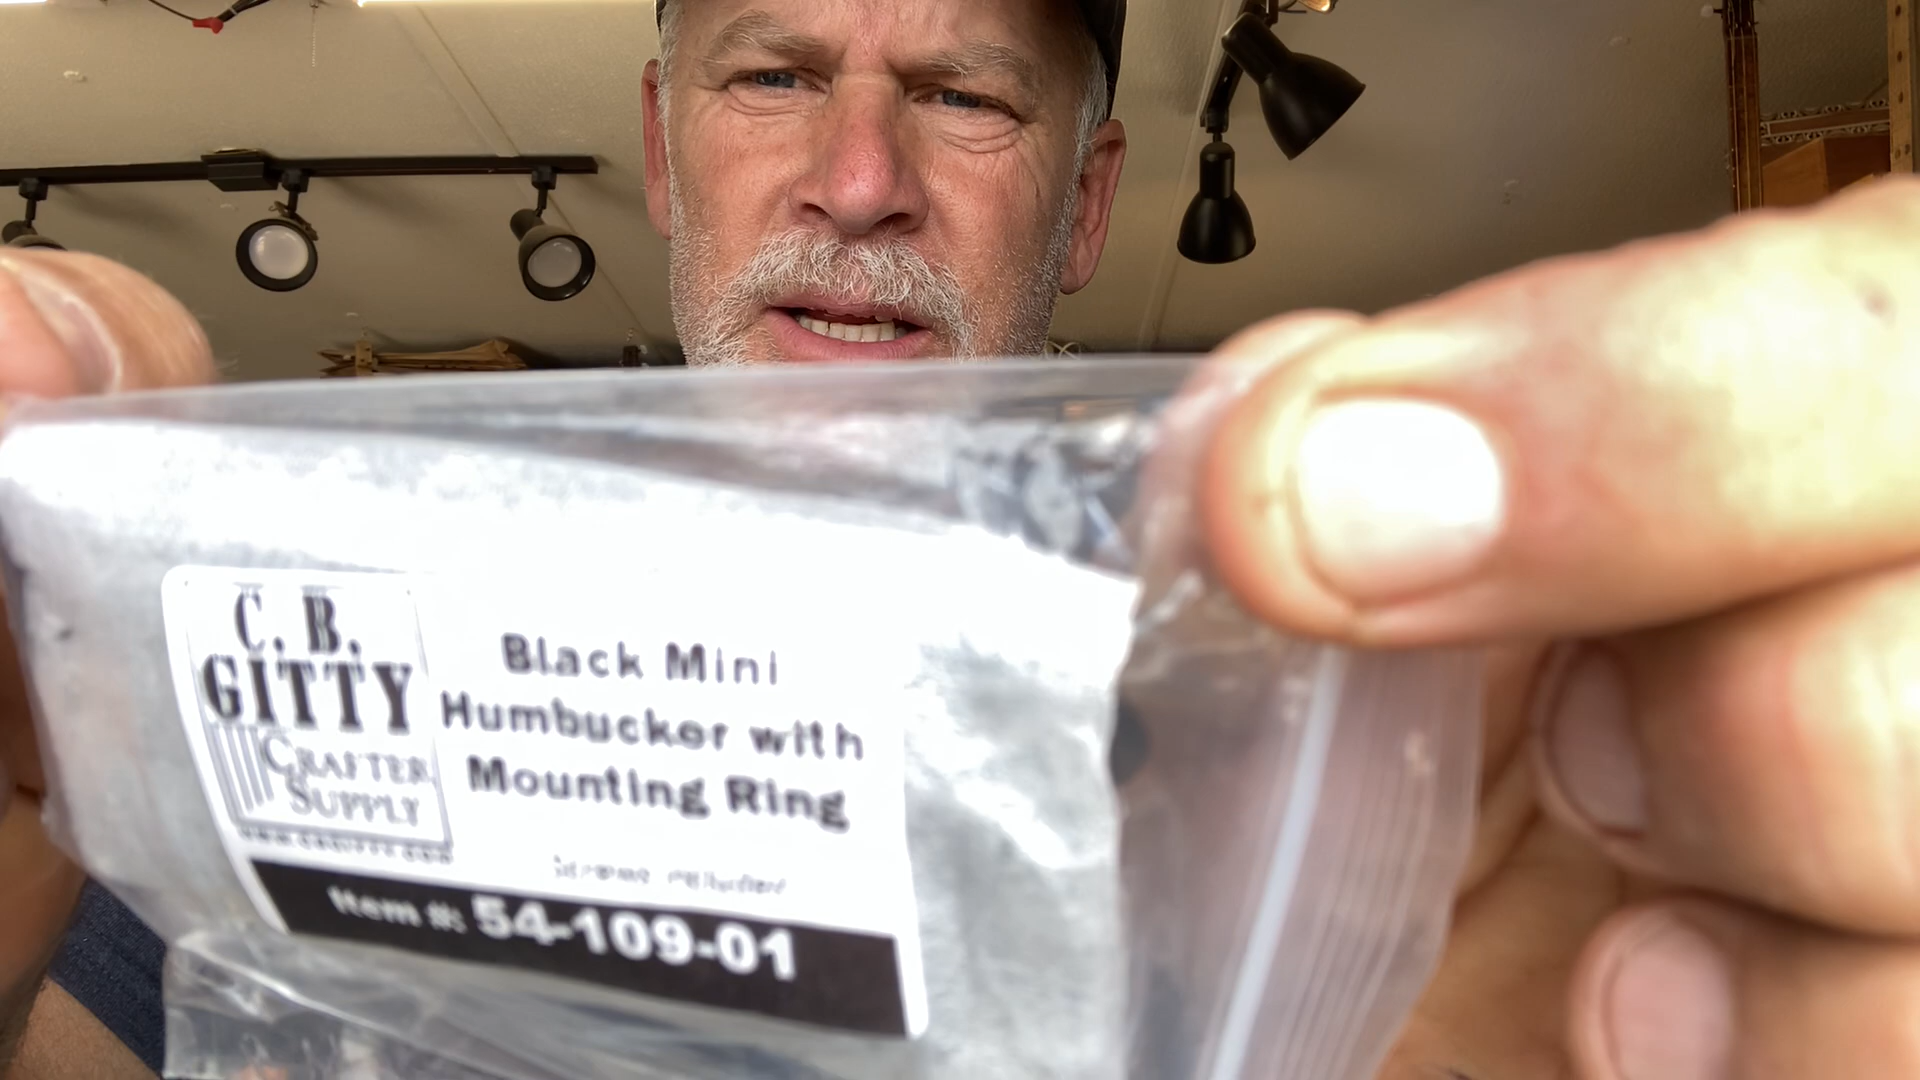 C. B.
GITTY
CRAFTER
SUPPLY
Black Mini
Humbucker with
Mounting Ring
Item #: 54-109-01